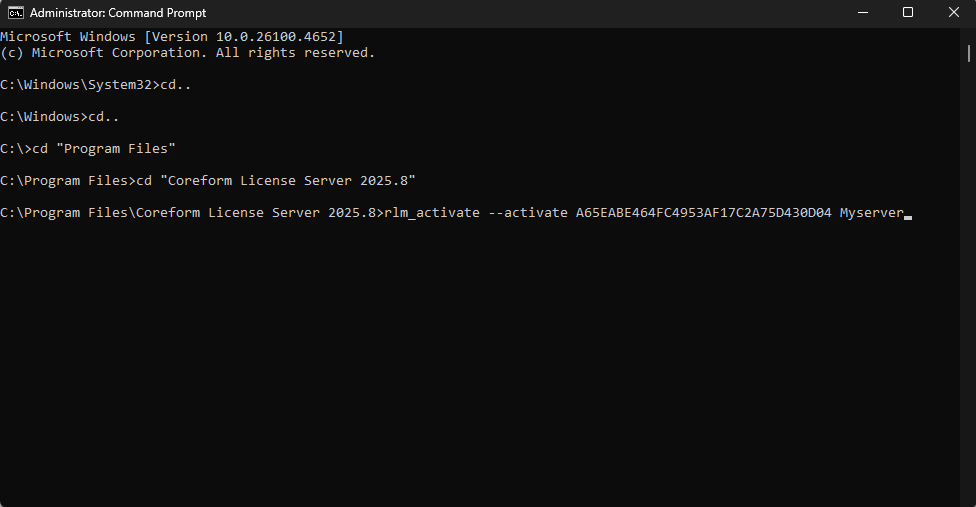 Administrator: Command Prompt
Microsoft Windows [Version 10.0.26100.4652]
(c) Microsoft Corporation. All rights reserved.
C:\Windows\System32>cd..
C:\Windows>cd..
C:\>cd "Program Files"
C:\Program Files>cd "Coreform License Server 2025.8"
C:\Program Files\Coreform License Server 2025.8>rlm_activate --activate A65EABE464FC4953AF17C2A75D430D04 Myserver